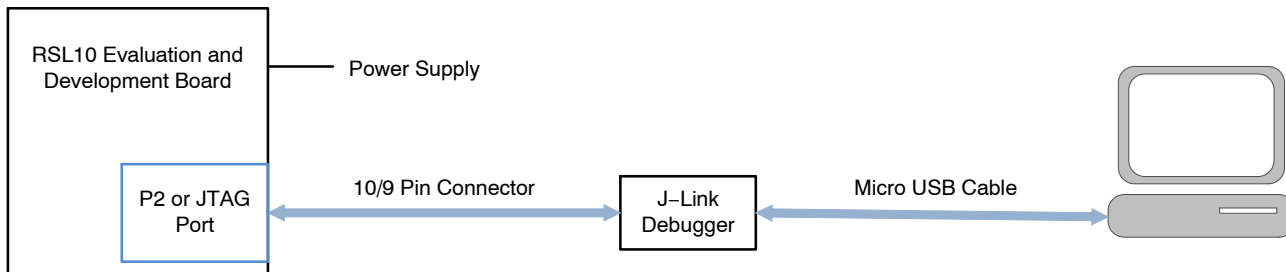 RSL10 Evaluation and
Development Board
Power Supply
P2 or JTAG
Port
10/9 Pin Connector
J−Link
Debugger
Micro USB Cable